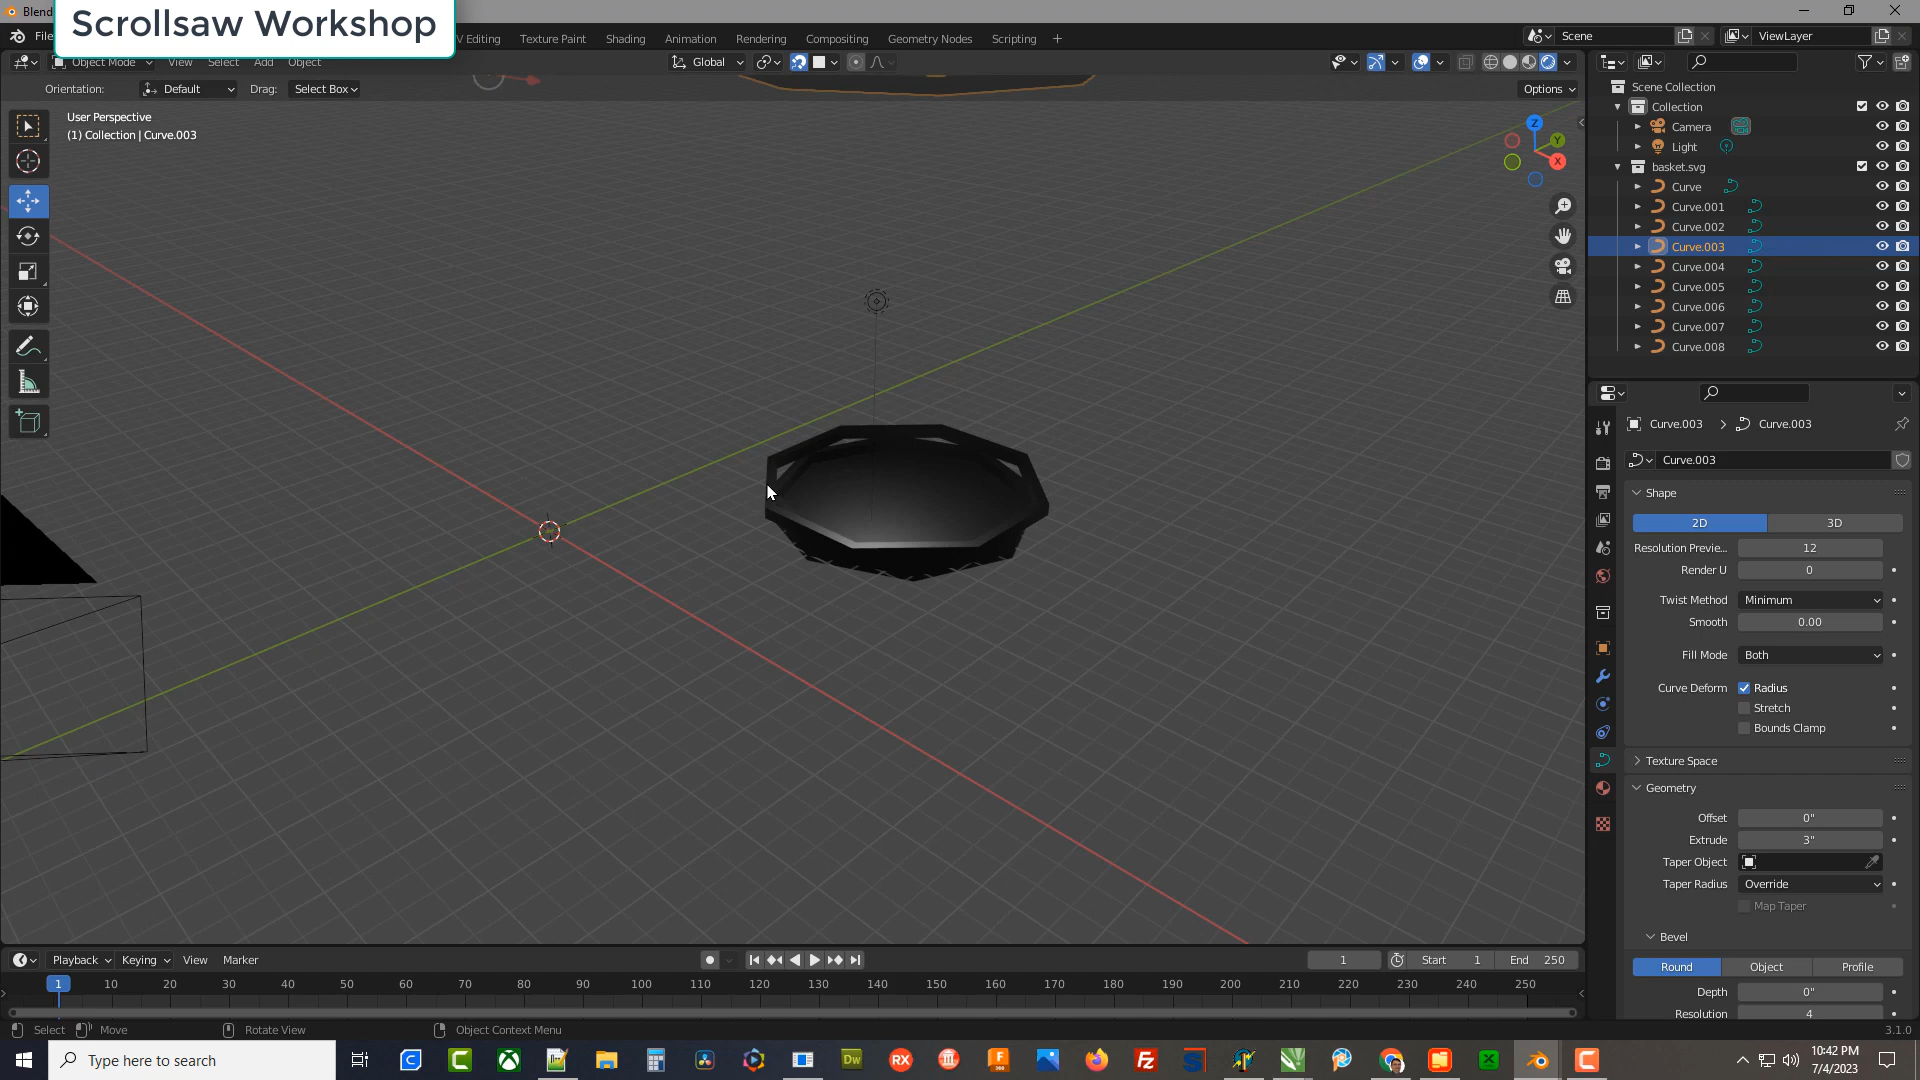 Blend
Scrollsaw Workshop
File
V Editing
Texture Paint
Shading
Animation
Rendering
Compositing
Geometry Nodes
Scripting
Scene
ViewLayer
Object Mode
View
Select
Add
Object
Global
Orientation:
Default
Drag:
Select Box
Options
User Perspective
(1) Collection | Curve.003
Z
Y
X
Scene Collection
Collection
Camera
Light
basket.svg
Curve
Curve.001
Curve.002
Curve.003
Curve.004
Curve.005
Curve.006
Curve.007
Curve.008
Curve.003
Curve.003
Curve.003
Shape
2D
3D
Resolution Previe...
12
Render U
0
Twist Method
Minimum
Smooth
0.00
Fill Mode
Both
Curve Deform
Radius
Stretch
Bounds Clamp
Texture Space
Geometry
Offset
0"
Extrude
3"
Taper Object
Taper Radius
Override
Map Taper
Bevel
Round
Object
Profile
Depth
0"
Resolution
4
Playback
Keying
View
Marker
1
Start
1
End
250
1
10
20
30
40
50
60
70
80
90
100
110
120
130
140
150
160
170
180
190
200
210
220
230
240
250
Select
Move
Rotate View
Object Context Menu
3.1.0
Type here to search
Dw
RX
F
360
Fz
10:42 PM
7/4/2023